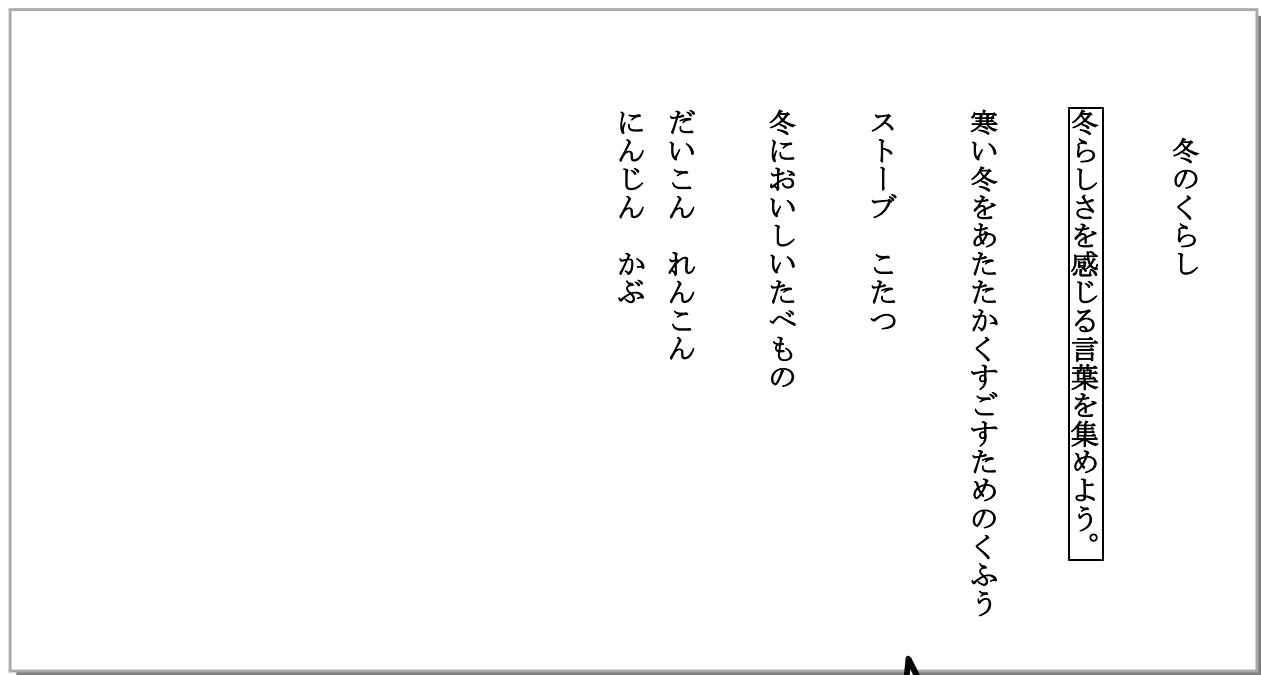 冬のくらし
冬らしさを感じる言葉を集めよう。
寒い冬をあたたかくすごすためのくふう
ストーブ　こたつ
冬においしいたべもの
だいこん　れんこん
にんじん　かぶ